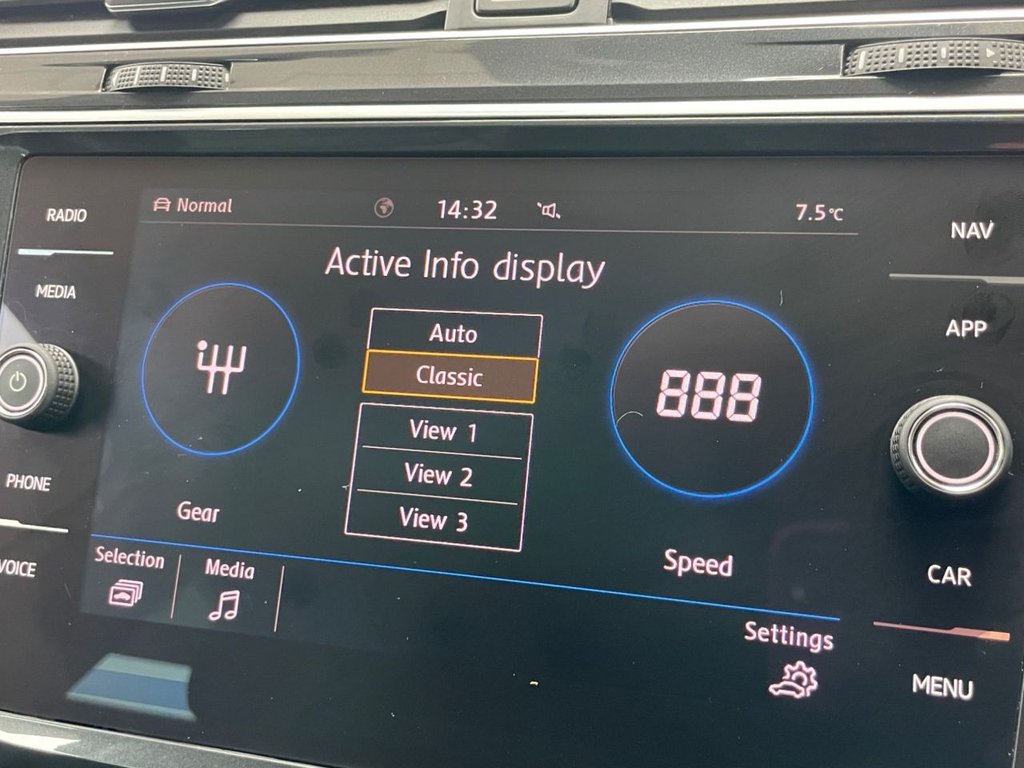 RADIO
MEDIA
PHONE
VOICE
Normal
14:32
7.5°C
Active Info display
Auto
Classic
View 1
View 2
View 3
888
Gear
Speed
Selection
Media
Settings
NAV
APP
CAR
MENU